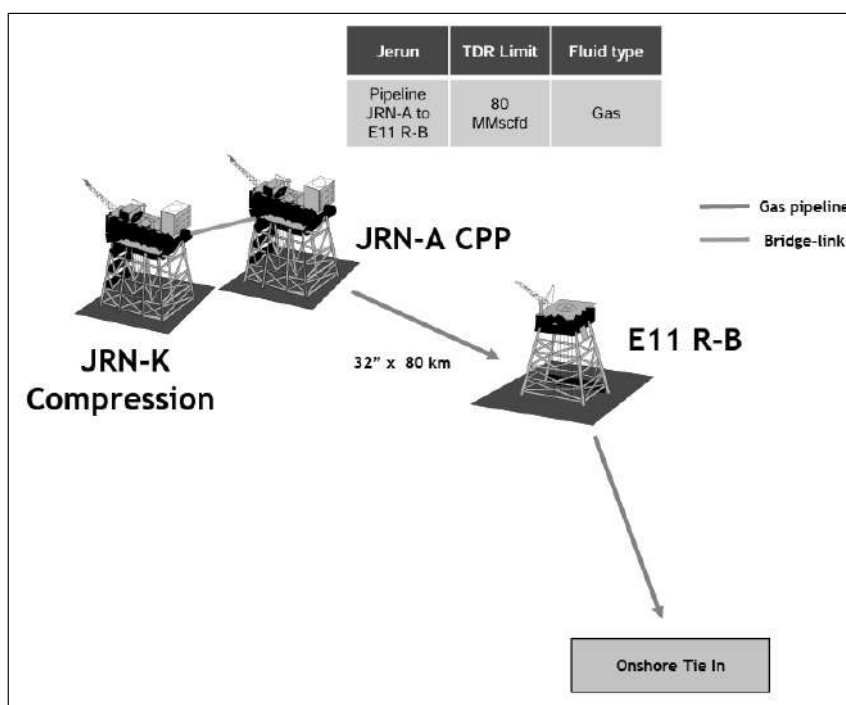 Jerun TDR Limit Fluid type
Pipeline
JRN-A to
E11 R-B
80
MMscfd
Gas
Gas pipeline
Bridge-link
JRN-A CPP
E11 R-B
32” x 80 km
JRN-K
Compression
Onshore Tie In